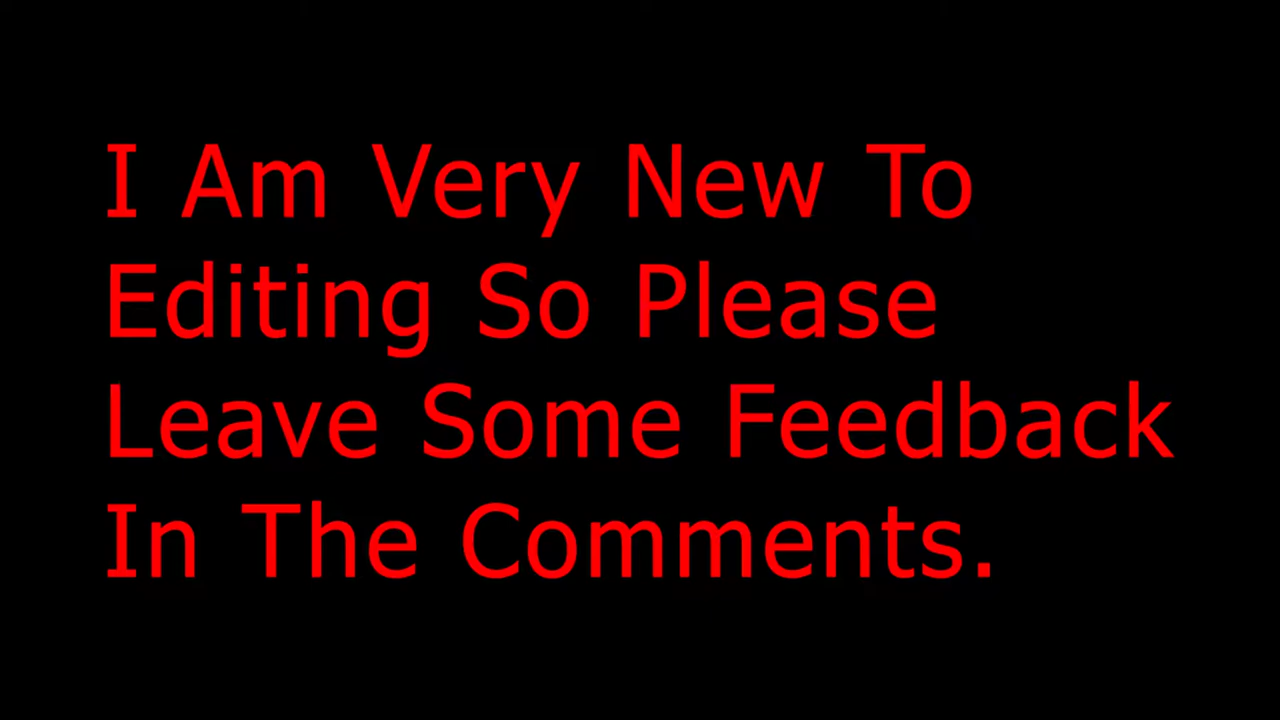 I Am Very New To
Editing So Please
Leave Some Feedback
In The Comments.